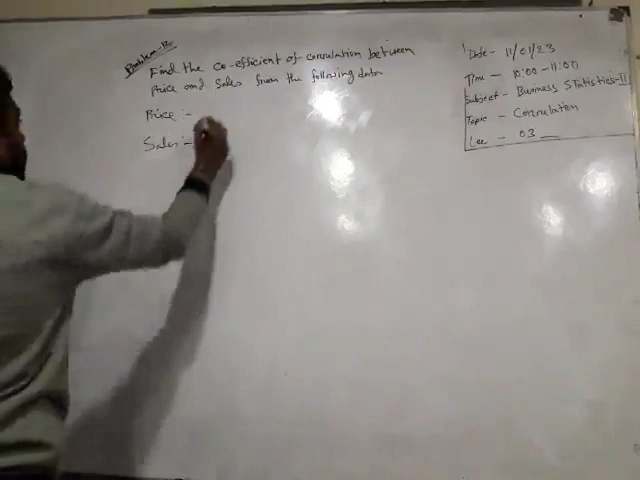 Problem-
Find the co-efficient of correlation between
Price and Sales from the following data
Price :-
Sales :-
Date - 11/01/23
Time - 10:00 - 11:00
Subject - Business Statistics-II
Topic - Correlation
Lec - 03